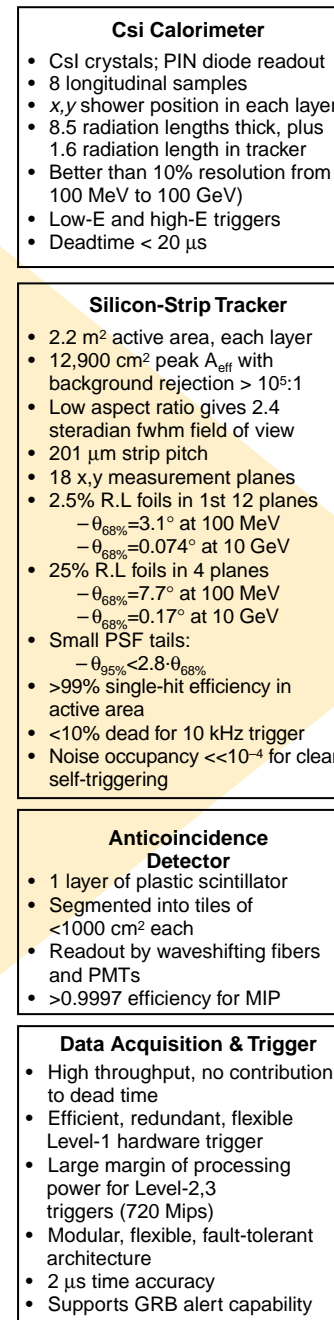 Csi Calorimeter
• CsI crystals; PIN diode readout
• 8 longitudinal samples
• x,y shower position in each layer
• 8.5 radiation lengths thick, plus
1.6 radiation length in tracker
• Better than 10% resolution from
100 MeV to 100 GeV)
• Low-E and high-E triggers
• Deadtime < 20 μs
Silicon-Strip Tracker
• 2.2 m² active area, each layer
• 12,900 cm² peak A_eff with
background rejection > 10⁵:1
• Low aspect ratio gives 2.4
steradian fwhm field of view
• 201 μm strip pitch
• 18 x,y measurement planes
• 2.5% R.L foils in 1st 12 planes
–θ68%=3.1° at 100 MeV
–θ68%=0.074° at 10 GeV
• 25% R.L foils in 4 planes
–θ68%=7.7° at 100 MeV
–θ68%=0.17° at 10 GeV
• Small PSF tails:
–θ95%<2.8·θ68%
• >99% single-hit efficiency in
active area
• <10% dead for 10 kHz trigger
• Noise occupancy <<10⁻⁴ for clean
self-triggering
Anticoincidence
Detector
• 1 layer of plastic scintillator
• Segmented into tiles of
<1000 cm² each
• Readout by waveshifting fibers
and PMTs
• >0.9997 efficiency for MIP
Data Acquisition & Trigger
• High throughput, no contribution
to dead time
• Efficient, redundant, flexible
Level-1 hardware trigger
• Large margin of processing
power for Level-2,3
triggers (720 Mips)
• Modular, flexible, fault-tolerant
architecture
• 2 μs time accuracy
• Supports GRB alert capability